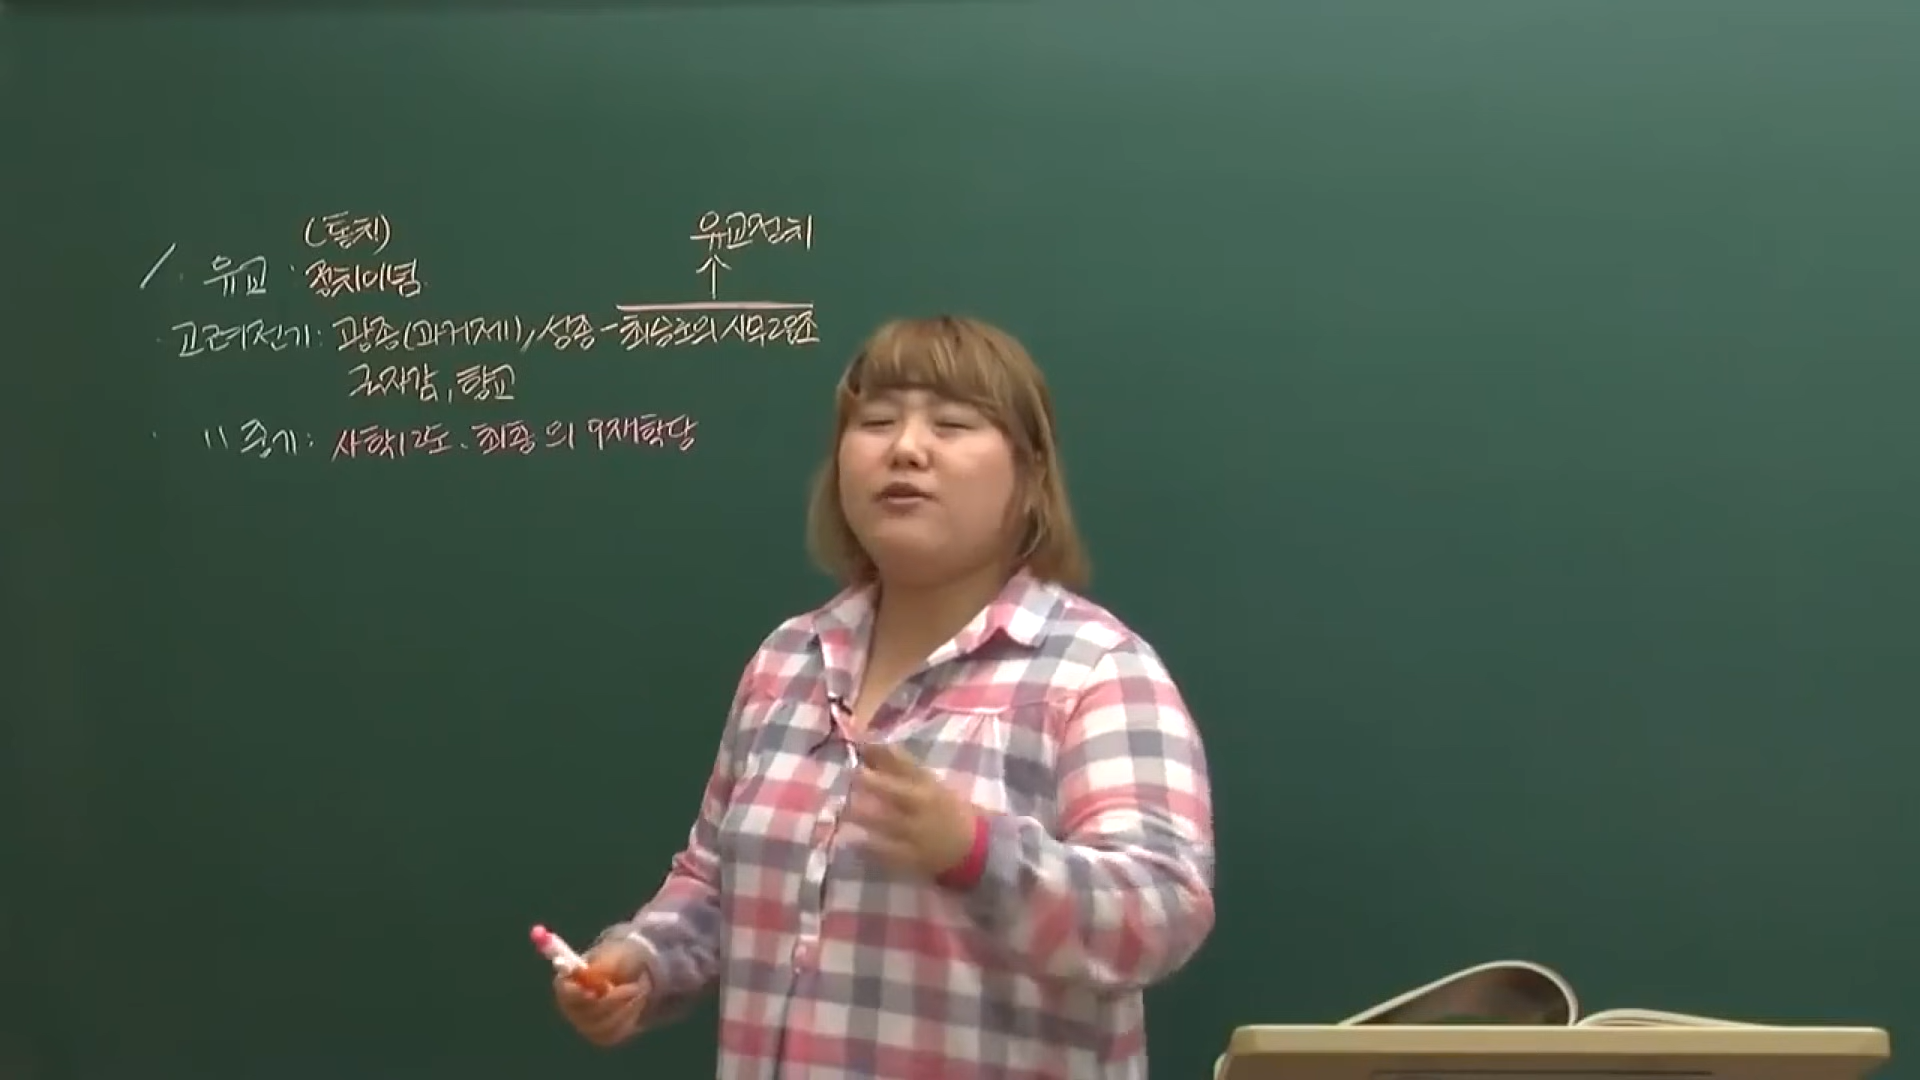 (통치) 유교정치
1. 유교 : 정치이념
· 고려전기 : 광종(과거제), 성종 - 최승로의 시무28조
국자감, 향교
· 〃 중기 : 사학12도. 최충의 9재학당